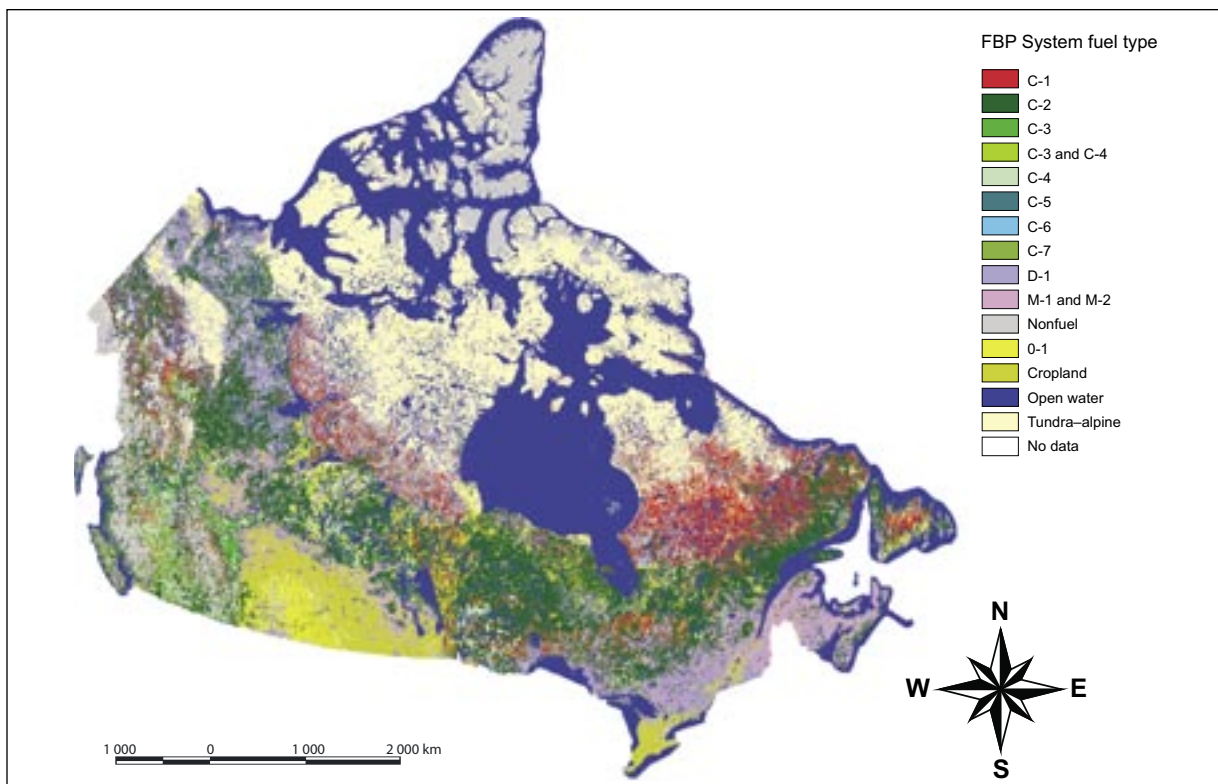 FBP System fuel type
C-1
C-2
C-3
C-3 and C-4
C-4
C-5
C-6
C-7
D-1
M-1 and M-2
Nonfuel
0-1
Cropland
Open water
Tundra–alpine
No data
N
W E
S
1 000 0 1 000 2 000 km